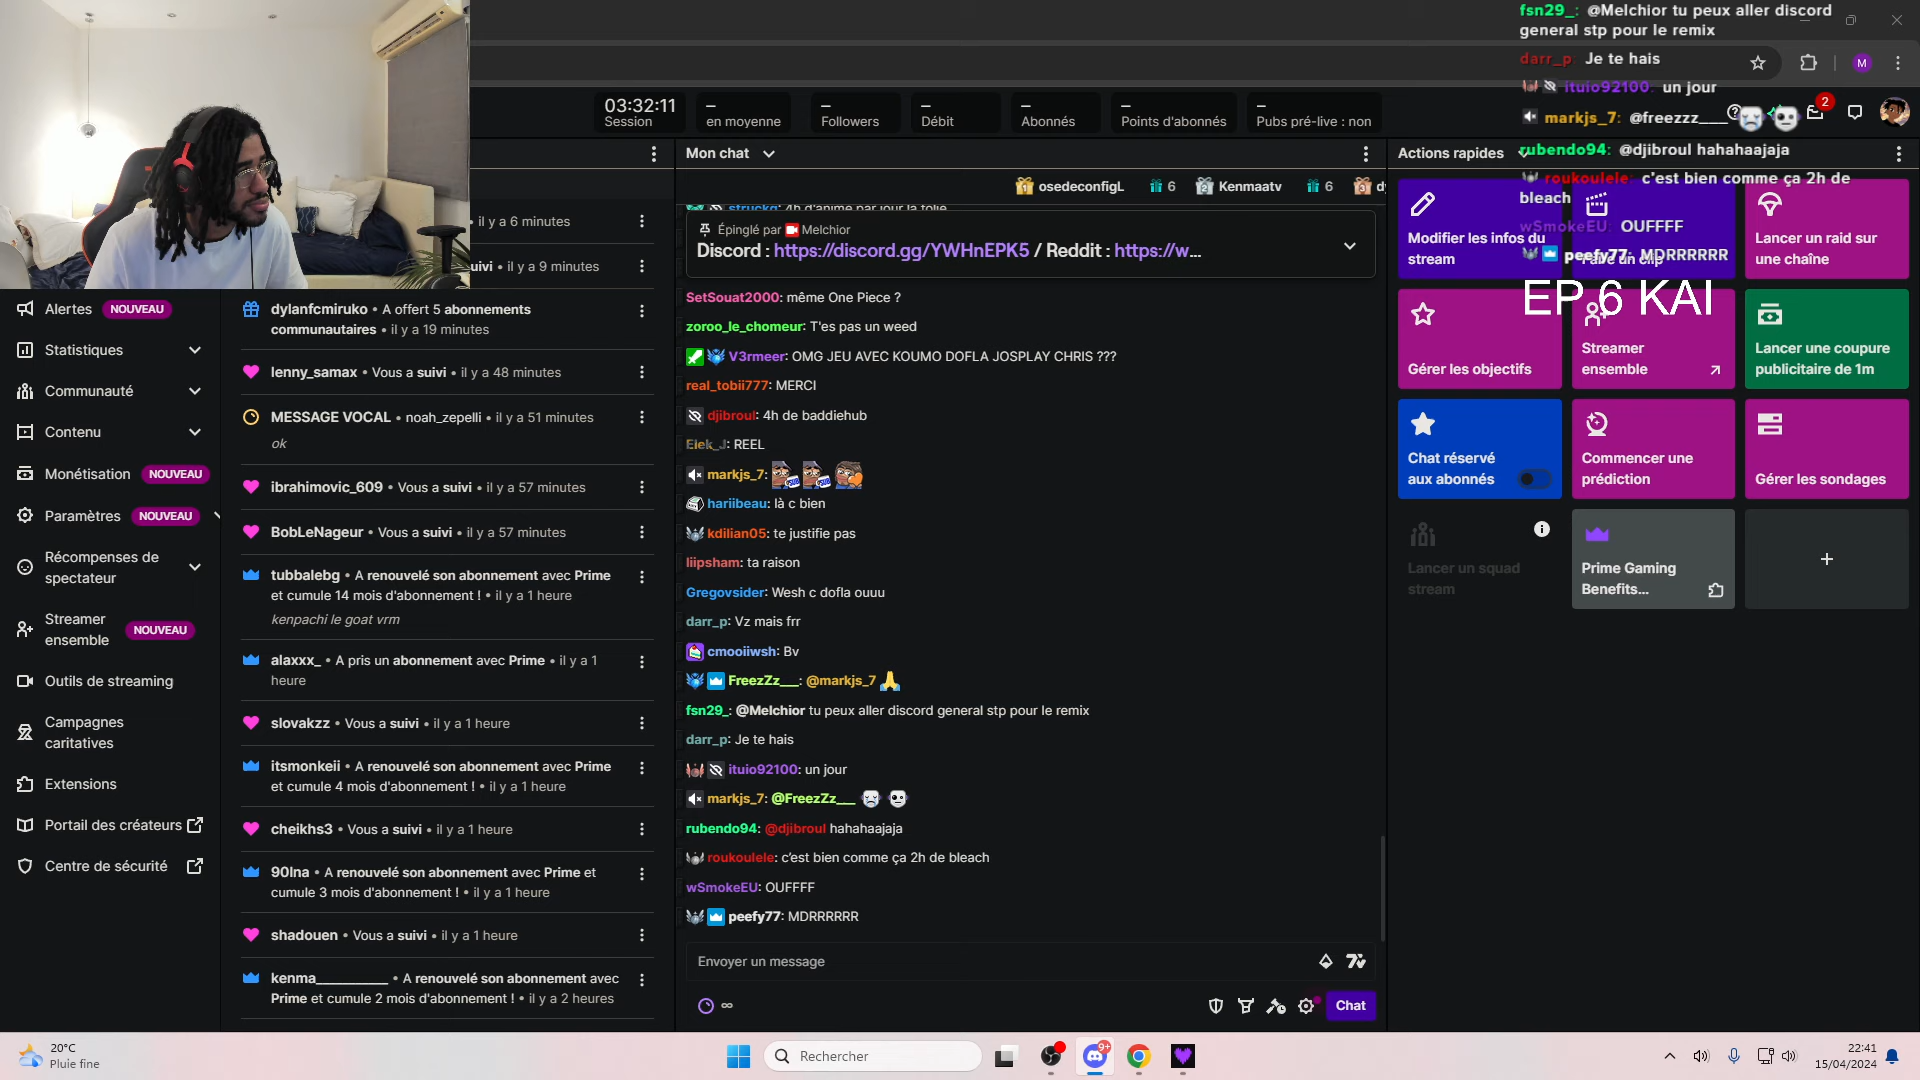 fsn29_: @Melchior tu peux aller discord
general stp pour le remix
darr_p: Je te hais
ituio92100: un jour
markjs_7: @freezzz___
rubendo94: @djibroul hahahaajaja
roukoulele: c'est bien comme ça 2h de
bleach
wSmokeEU: OUFFFF
peefy77: MDRRRRRR
EP 6 KAI
M
2
03:32:11
Session
–
en moyenne
–
Followers
–
Débit
–
Abonnés
–
Points d'abonnés
–
Pubs pré-live : non
Alertes NOUVEAU
Statistiques
Communauté
Contenu
Monétisation NOUVEAU
Paramètres NOUVEAU
Récompenses de
spectateur
Streamer
ensemble NOUVEAU
Outils de streaming
Campagnes
caritatives
Extensions
Portail des créateurs
Centre de sécurité
• il y a 6 minutes
uivi • il y a 9 minutes
dylanfcmiruko • A offert 5 abonnements
communautaires • il y a 19 minutes
lenny_samax • Vous a suivi • il y a 48 minutes
MESSAGE VOCAL • noah_zepelli • il y a 51 minutes
ok
ibrahimovic_609 • Vous a suivi • il y a 57 minutes
BobLeNageur • Vous a suivi • il y a 57 minutes
tubbalebg • A renouvelé son abonnement avec Prime
et cumule 14 mois d'abonnement ! • il y a 1 heure
kenpachi le goat vrm
alaxxx_ • A pris un abonnement avec Prime • il y a 1
heure
slovakzz • Vous a suivi • il y a 1 heure
itsmonkeii • A renouvelé son abonnement avec Prime
et cumule 4 mois d'abonnement ! • il y a 1 heure
cheikhs3 • Vous a suivi • il y a 1 heure
90lna • A renouvelé son abonnement avec Prime et
cumule 3 mois d'abonnement ! • il y a 1 heure
shadouen • Vous a suivi • il y a 1 heure
kenma__________ • A renouvelé son abonnement avec
Prime et cumule 2 mois d'abonnement ! • il y a 2 heures
Mon chat
1 osedeconfigL 6 2 Kenmaatv 6 3
struckg: 4h d'anime par jour la folie
Épinglé par Melchior
Discord : https://discord.gg/YWHnEPK5 / Reddit : https://w...
SetSouat2000: même One Piece ?
zoroo_le_chomeur: T'es pas un weed
V3rmeer: OMG JEU AVEC KOUMO DOFLA JOSPLAY CHRIS ???
real_tobii777: MERCI
djibroul: 4h de baddiehub
Eiek_J: REEL
markjs_7:
hariibeau: là c bien
kdilian05: te justifie pas
liipsham: ta raison
Gregovsider: Wesh c dofla ouuu
darr_p: Vz mais frr
cmooiiwsh: Bv
FreezZz___: @markjs_7
fsn29_: @Melchior tu peux aller discord general stp pour le remix
darr_p: Je te hais
ituio92100: un jour
markjs_7: @FreezZz___
rubendo94: @djibroul hahahaajaja
roukoulele: c'est bien comme ça 2h de bleach
wSmokeEU: OUFFFF
peefy77: MDRRRRRR
Envoyer un message
∞
Chat
Actions rapides
Modifier les infos du
stream
Faire un clip
Lancer un raid sur
une chaîne
Gérer les objectifs
Streamer
ensemble
Lancer une coupure
publicitaire de 1m
Chat réservé
aux abonnés
Commencer une
prédiction
Gérer les sondages
Lancer un squad
stream
Prime Gaming
Benefits...
+
20°C
Pluie fine
Rechercher
9+
22:41
15/04/2024